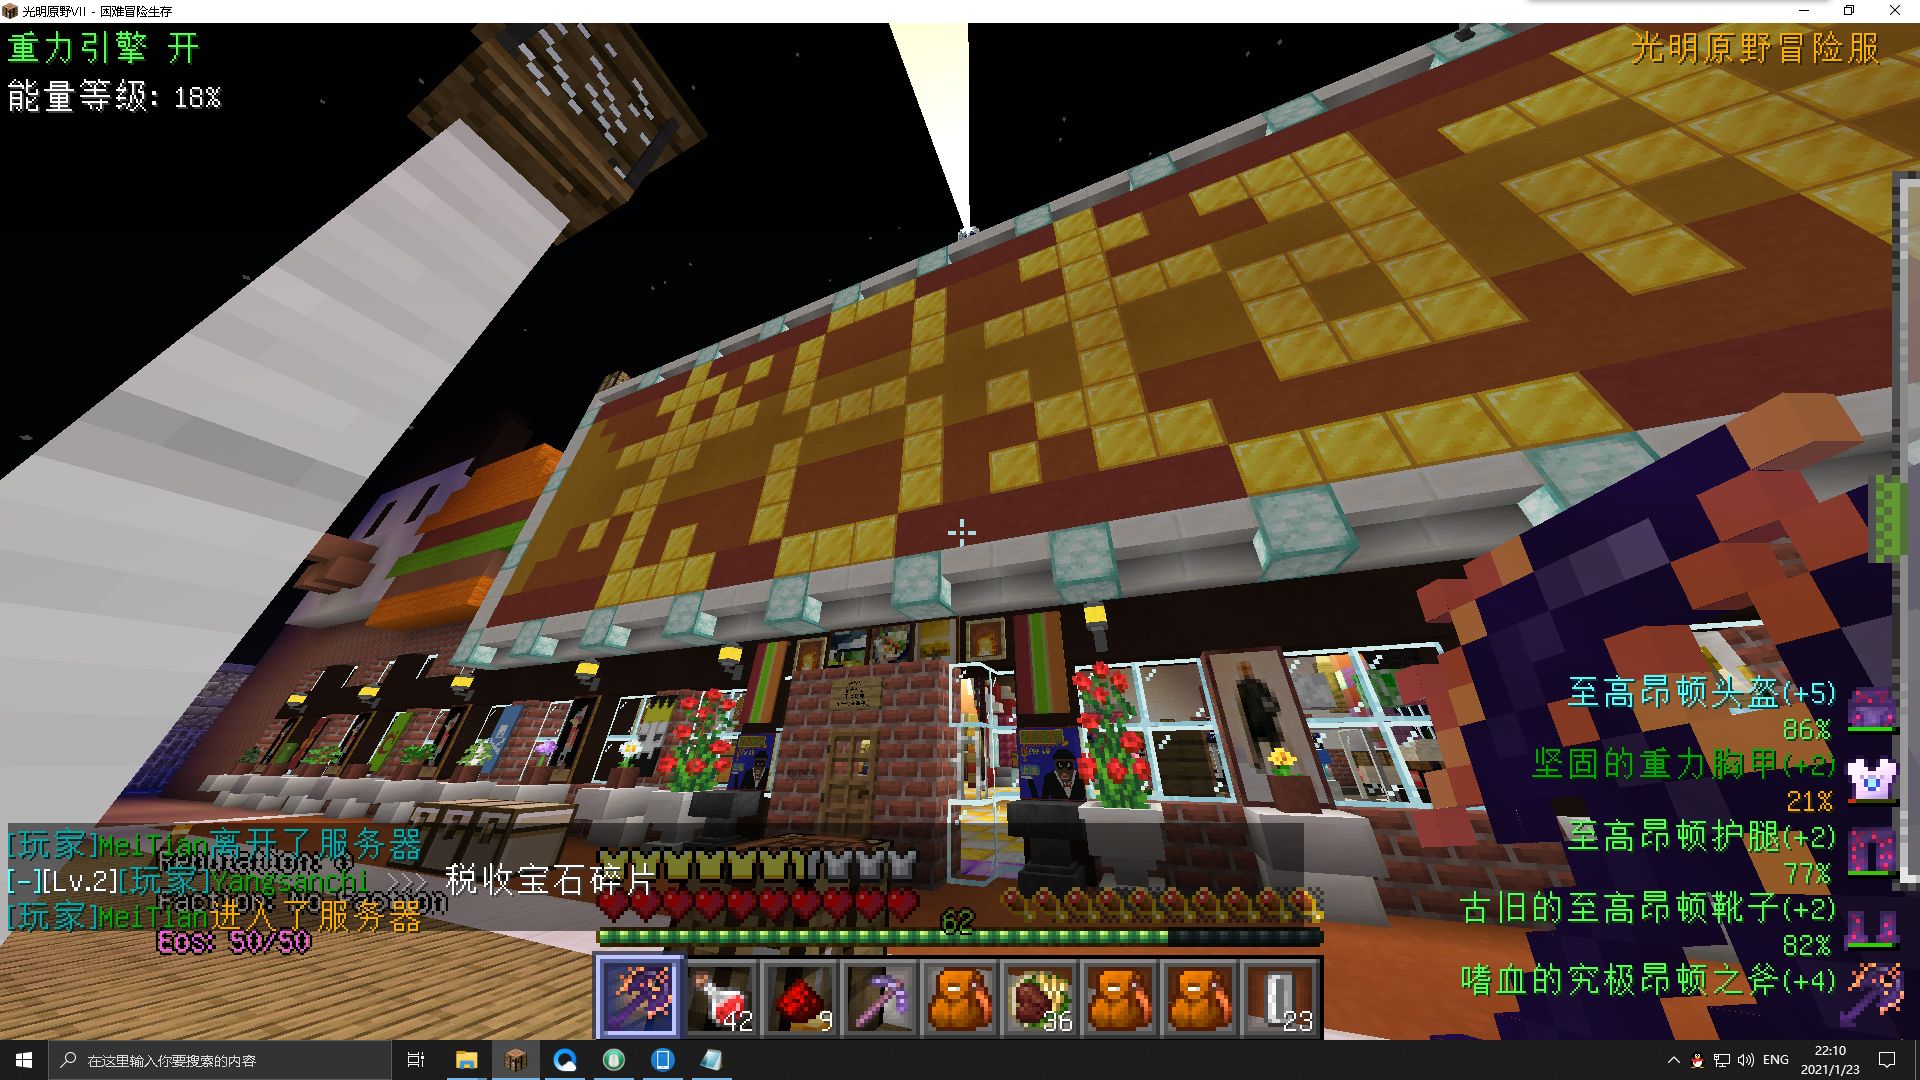 光明原野VII - 困难冒险生存
重力引擎 开
能量等级: 18%
光明原野冒险服
至高昂顿头盔(+5)
86%
坚固的重力胸甲(+2)
21%
至高昂顿护腿(+2)
77%
古旧的至高昂顿靴子(+2)
82%
嗜血的究极昂顿之斧(+4)
[玩家]MeiTian离开了服务器
[-][Lv.2][玩家]Yangsanchi >>> 税收宝石碎片
[玩家]MeiTian进入了服务器
Eos: 50/50
62
42
9
36
23
在这里输入你要搜索的内容
ENG
22:10
2021/1/23